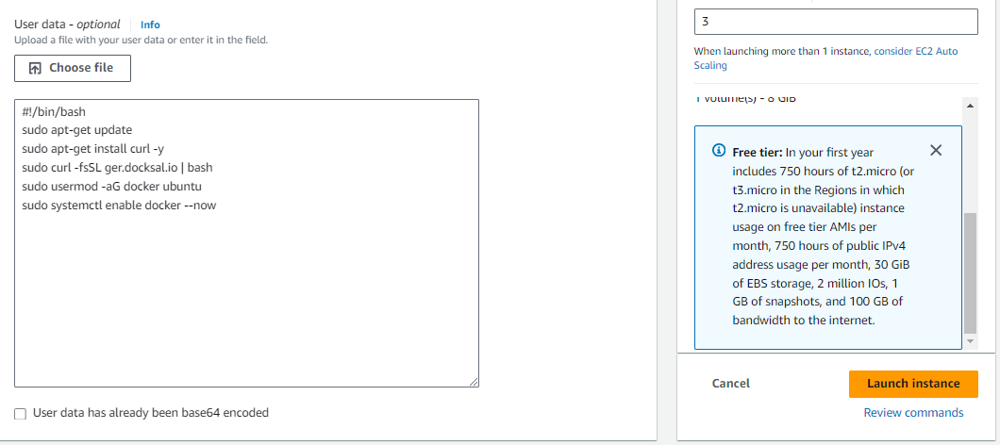 User data - optional
Info
Upload a file with your user data or enter it in the field.
Choose file
#!/bin/bash
sudo apt-get update
sudo apt-get install curl -y
sudo curl -fsSL ger.docksal.io | bash
sudo usermod -aG docker ubuntu
sudo systemctl enable docker --now
User data has already been base64 encoded
3
When launching more than 1 instance, consider EC2 Auto
Scaling
1 volume(s) - 8 GiB
Free tier: In your first year
includes 750 hours of t2.micro (or
t3.micro in the Regions in which
t2.micro is unavailable) instance
usage on free tier AMIs per
month, 750 hours of public IPv4
address usage per month, 30 GiB
of EBS storage, 2 million IOs, 1
GB of snapshots, and 100 GB of
bandwidth to the internet.
Cancel
Launch instance
Review commands